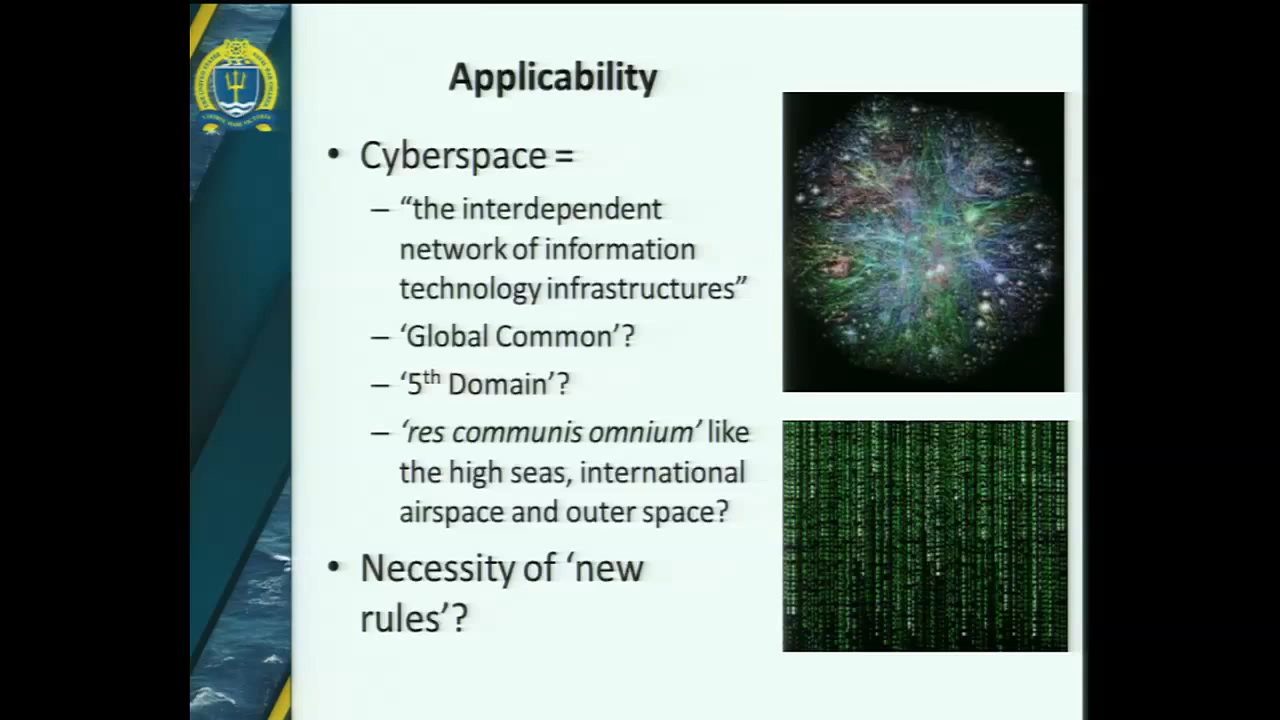 Applicability
• Cyberspace =
– “the interdependent
network of information
technology infrastructures”
– ‘Global Common’?
– ‘5th Domain’?
– ‘res communis omnium’ like
the high seas, international
airspace and outer space?
• Necessity of ‘new
rules’?